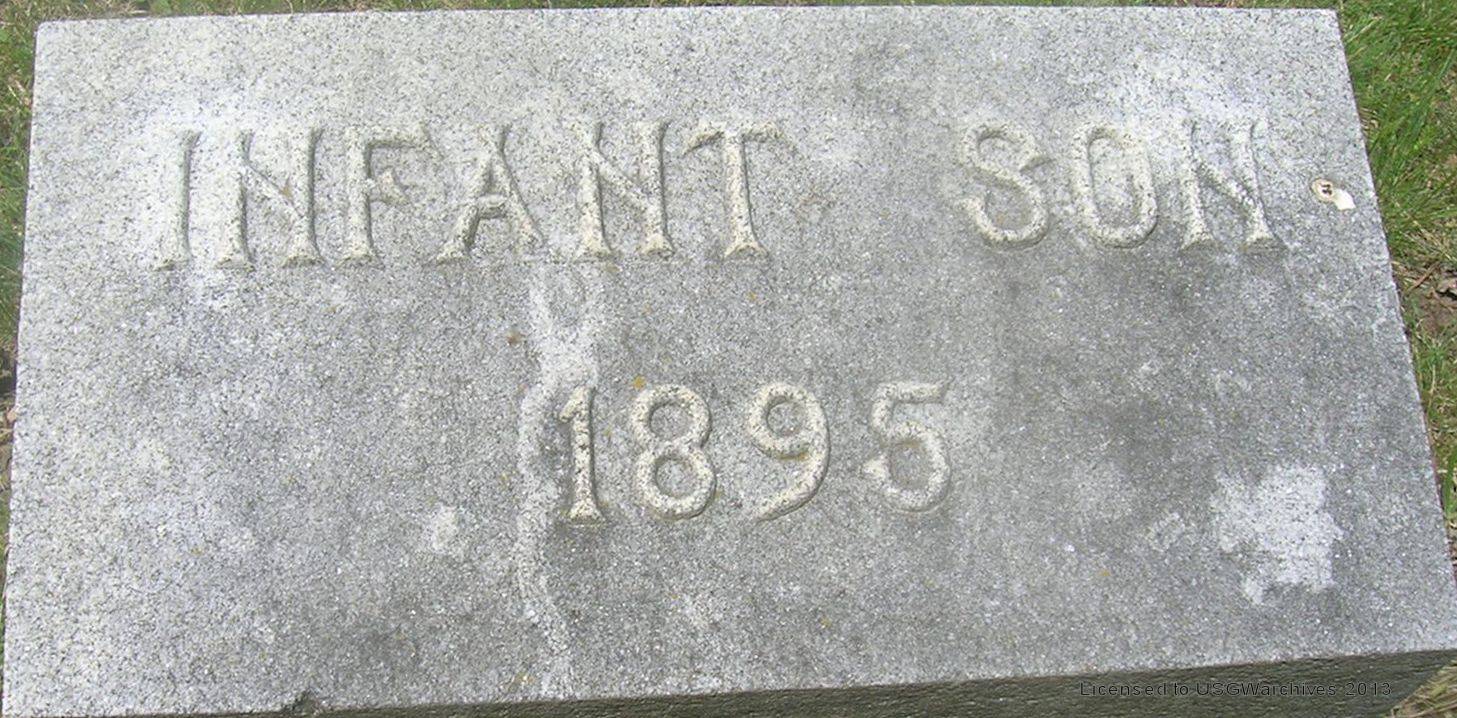 INFANT SON
1895
Licensed to USGWarchives 2013